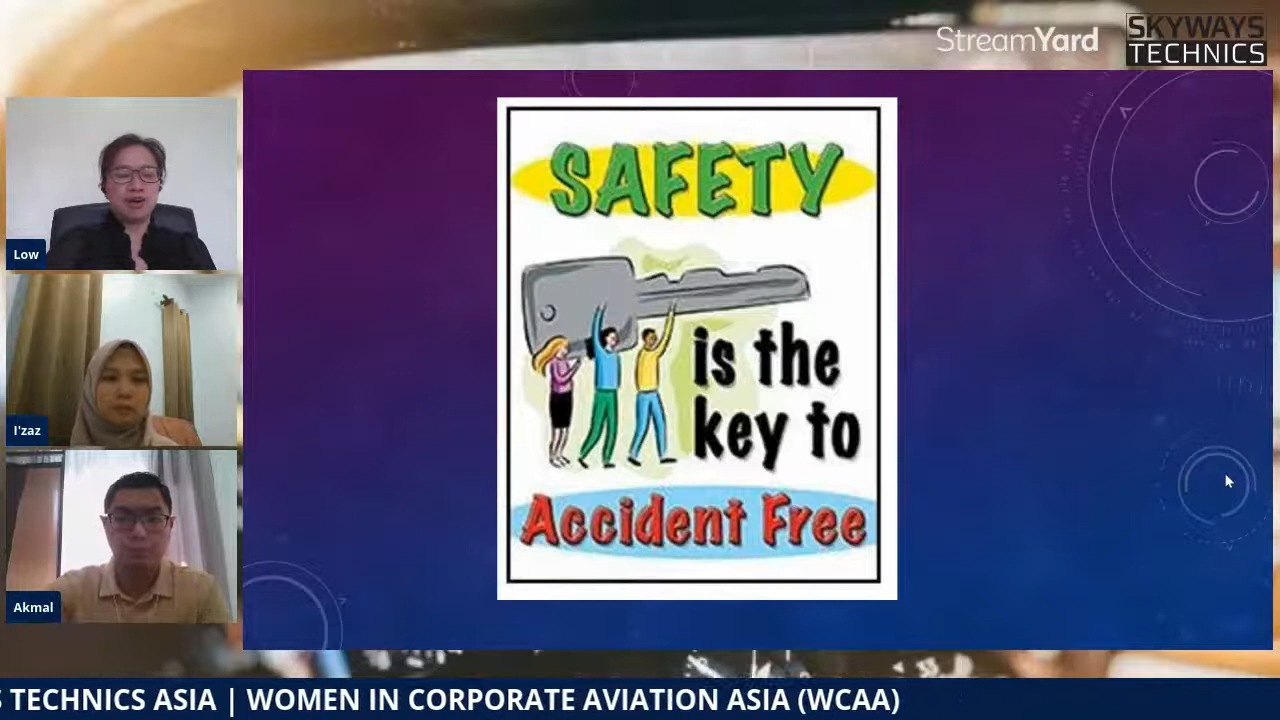 StreamYard
SKYWAYS
TECHNICS
Low
I'zaz
Akmal
SAFETY
is the
key to
Accident Free
TECHNICS ASIA | WOMEN IN CORPORATE AVIATION ASIA (WCAA)